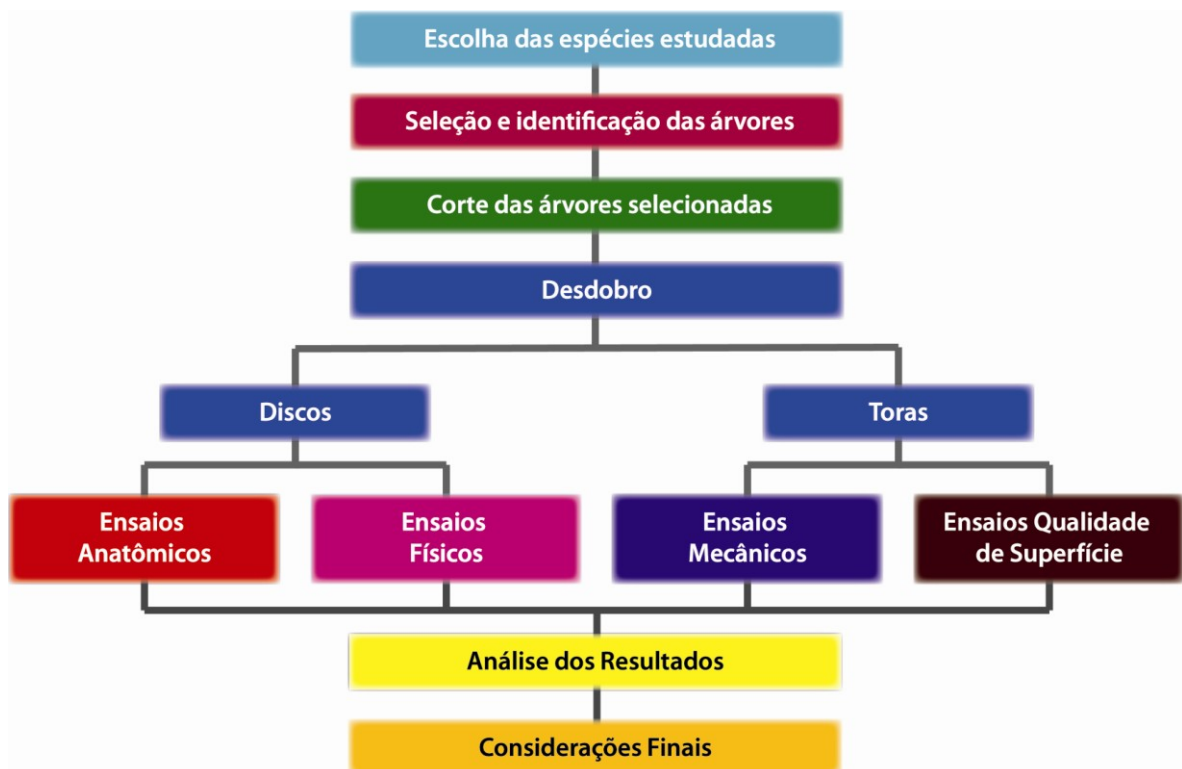 Escolha das espécies estudadas
Seleção e identificação das árvores
Corte das árvores selecionadas
Desdobro
Discos
Toras
Ensaios
Anatômicos
Ensaios
Físicos
Ensaios
Mecânicos
Ensaios Qualidade
de Superfície
Análise dos Resultados
Considerações Finais